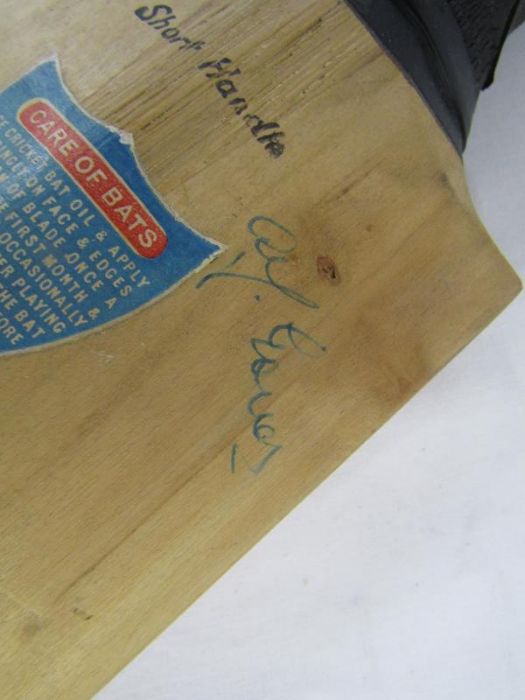 Short Handle
CARE OF BATS
CRICKET BAT OIL & APPLY
ON FACE & EDGES
OF BLADE ONCE A
FIRST MONTH &
OCCASIONALLY
PLAYING
THE BAT